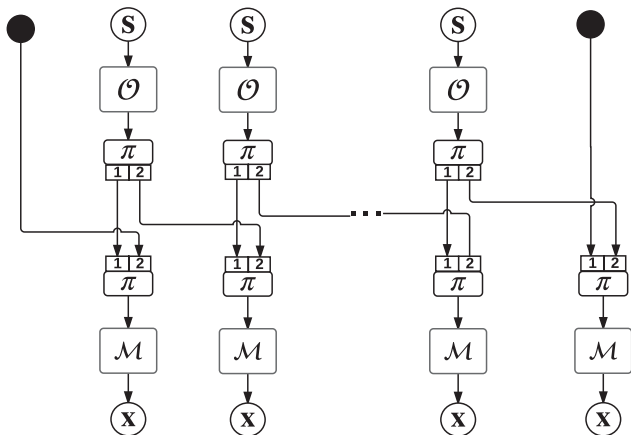 S S S
𝒪 𝒪 𝒪
π π π
1 2 1 2 1 2
...
1 2 1 2 1 2 1 2
π π π π
ℳ ℳ ℳ ℳ
x x x x